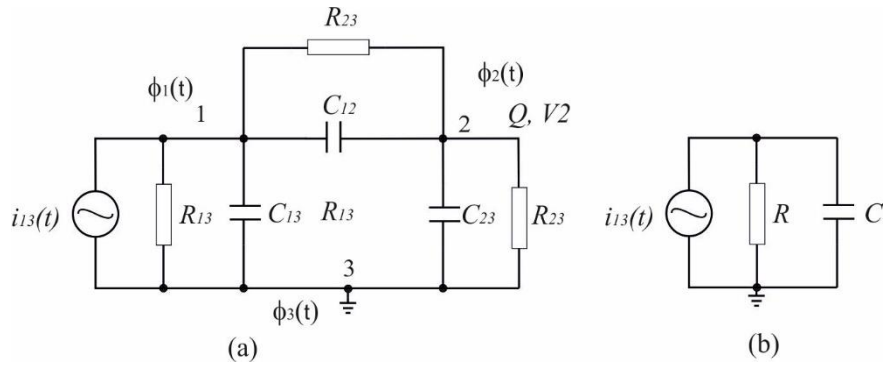 R23
ϕ1(t)
ϕ2(t)
C12
1
2
Q, V2
i13(t)
R13
C13
R13
C23
R23
3
ϕ3(t)
(a)
i13(t)
R
C
(b)